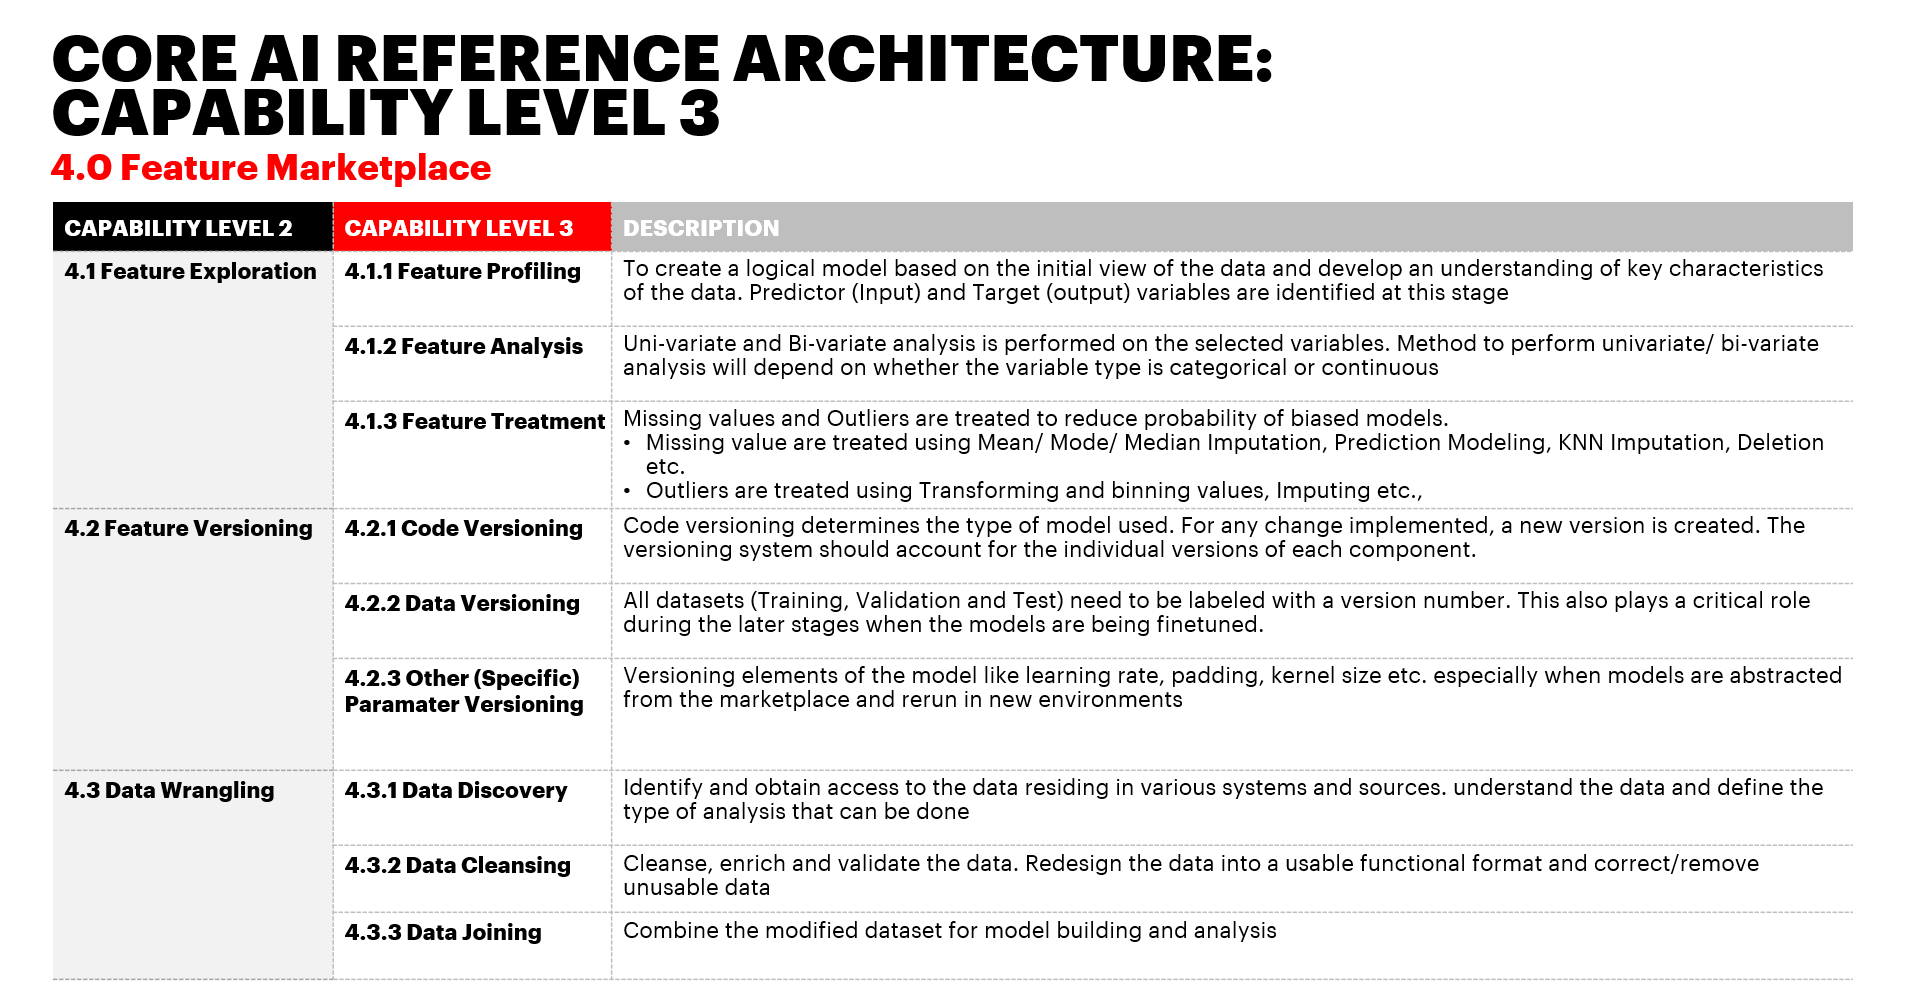 CORE AI REFERENCE ARCHITECTURE:
CAPABILITY LEVEL 3
4.0 Feature Marketplace
CAPABILITY LEVEL 2
CAPABILITY LEVEL 3
DESCRIPTION
4.1 Feature Exploration
4.1.1 Feature Profiling
To create a logical model based on the initial view of the data and develop an understanding of key characteristics
of the data. Predictor (Input) and Target (output) variables are identified at this stage
4.1.2 Feature Analysis
Uni-variate and Bi-variate analysis is performed on the selected variables. Method to perform univariate/ bi-variate
analysis will depend on whether the variable type is categorical or continuous
4.1.3 Feature Treatment
Missing values and Outliers are treated to reduce probability of biased models.
• Missing value are treated using Mean/ Mode/ Median Imputation, Prediction Modeling, KNN Imputation, Deletion
etc.
• Outliers are treated using Transforming and binning values, Imputing etc.,
4.2 Feature Versioning
4.2.1 Code Versioning
Code versioning determines the type of model used. For any change implemented, a new version is created. The
versioning system should account for the individual versions of each component.
4.2.2 Data Versioning
All datasets (Training, Validation and Test) need to be labeled with a version number. This also plays a critical role
during the later stages when the models are being finetuned.
4.2.3 Other (Specific)
Paramater Versioning
Versioning elements of the model like learning rate, padding, kernel size etc. especially when models are abstracted
from the marketplace and rerun in new environments
4.3 Data Wrangling
4.3.1 Data Discovery
Identify and obtain access to the data residing in various systems and sources. understand the data and define the
type of analysis that can be done
4.3.2 Data Cleansing
Cleanse, enrich and validate the data. Redesign the data into a usable functional format and correct/remove
unusable data
4.3.3 Data Joining
Combine the modified dataset for model building and analysis